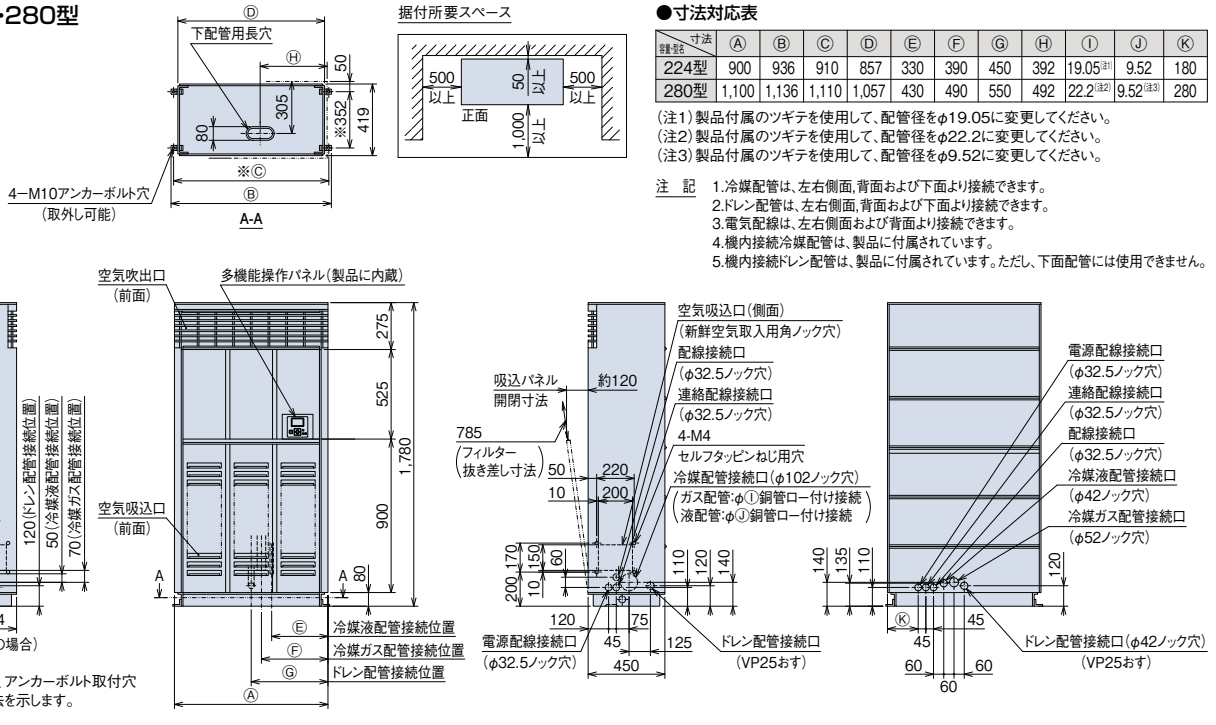 ・280型
Ⓓ
下配管用長穴
Ⓗ
50
305
80
※352
419
※Ⓒ
Ⓑ
4−M10アンカーボルト穴
(取外し可能)
A-A
据付所要スペース
500
以上
50
以上
500
以上
正面
1,000
以上
●寸法対応表
寸法
容量・型名
Ⓐ Ⓑ Ⓒ Ⓓ Ⓔ Ⓕ Ⓖ Ⓗ Ⓘ Ⓙ Ⓚ
224型 900 936 910 857 330 390 450 392 19.05(注1) 9.52 180
280型 1,100 1,136 1,110 1,057 430 490 550 492 22.2(注2) 9.52(注3) 280
(注1)製品付属のツギテを使用して、配管径をφ19.05に変更してください。
(注2)製品付属のツギテを使用して、配管径をφ22.2に変更してください。
(注3)製品付属のツギテを使用して、配管径をφ9.52に変更してください。
注 記 1.冷媒配管は、左右側面,背面および下面より接続できます。
2.ドレン配管は、左右側面,背面および下面より接続できます。
3.電気配線は、左右側面および背面より接続できます。
4.機内接続冷媒配管は、製品に付属されています。
5.機内接続ドレン配管は、製品に付属されています。ただし、下面配管には使用できません。
120(ドレン配管接続位置)
50(冷媒液配管接続位置)
70(冷媒ガス配管接続位置)
4
の場合)
アンカーボルト取付穴
法を示します。
空気吹出口
(前面)
多機能操作パネル(製品に内蔵)
275
525
1,780
900
空気吸込口
(前面)
A
A
80
Ⓔ 冷媒液配管接続位置
Ⓕ 冷媒ガス配管接続位置
Ⓖ ドレン配管接続位置
Ⓐ
吸込パネル
開閉寸法
約120
785
(フィルター
抜き差し寸法)
50
220
10
200
170
150
60
200
10
110
120
140
120
45
75
125
450
電源配線接続口
(φ32.5ノック穴)
空気吸込口(側面)
(新鮮空気取入用角ノック穴)
配線接続口
(φ32.5ノック穴)
連絡配線接続口
(φ32.5ノック穴)
4-M4
セルフタッピンねじ用穴
冷媒配管接続口(φ102ノック穴)
(ガス配管:φⒾ銅管ロー付け接続
液配管:φⒿ銅管ロー付け接続)
ドレン配管接続口
(VP25おす)
電源配線接続口
(φ32.5ノック穴)
連絡配線接続口
(φ32.5ノック穴)
配線接続口
(φ32.5ノック穴)
冷媒液配管接続口
(φ42ノック穴)
冷媒ガス配管接続口
(φ52ノック穴)
140
135
110
120
Ⓚ
45
45
60
60
60
ドレン配管接続口(φ42ノック穴)
(VP25おす)